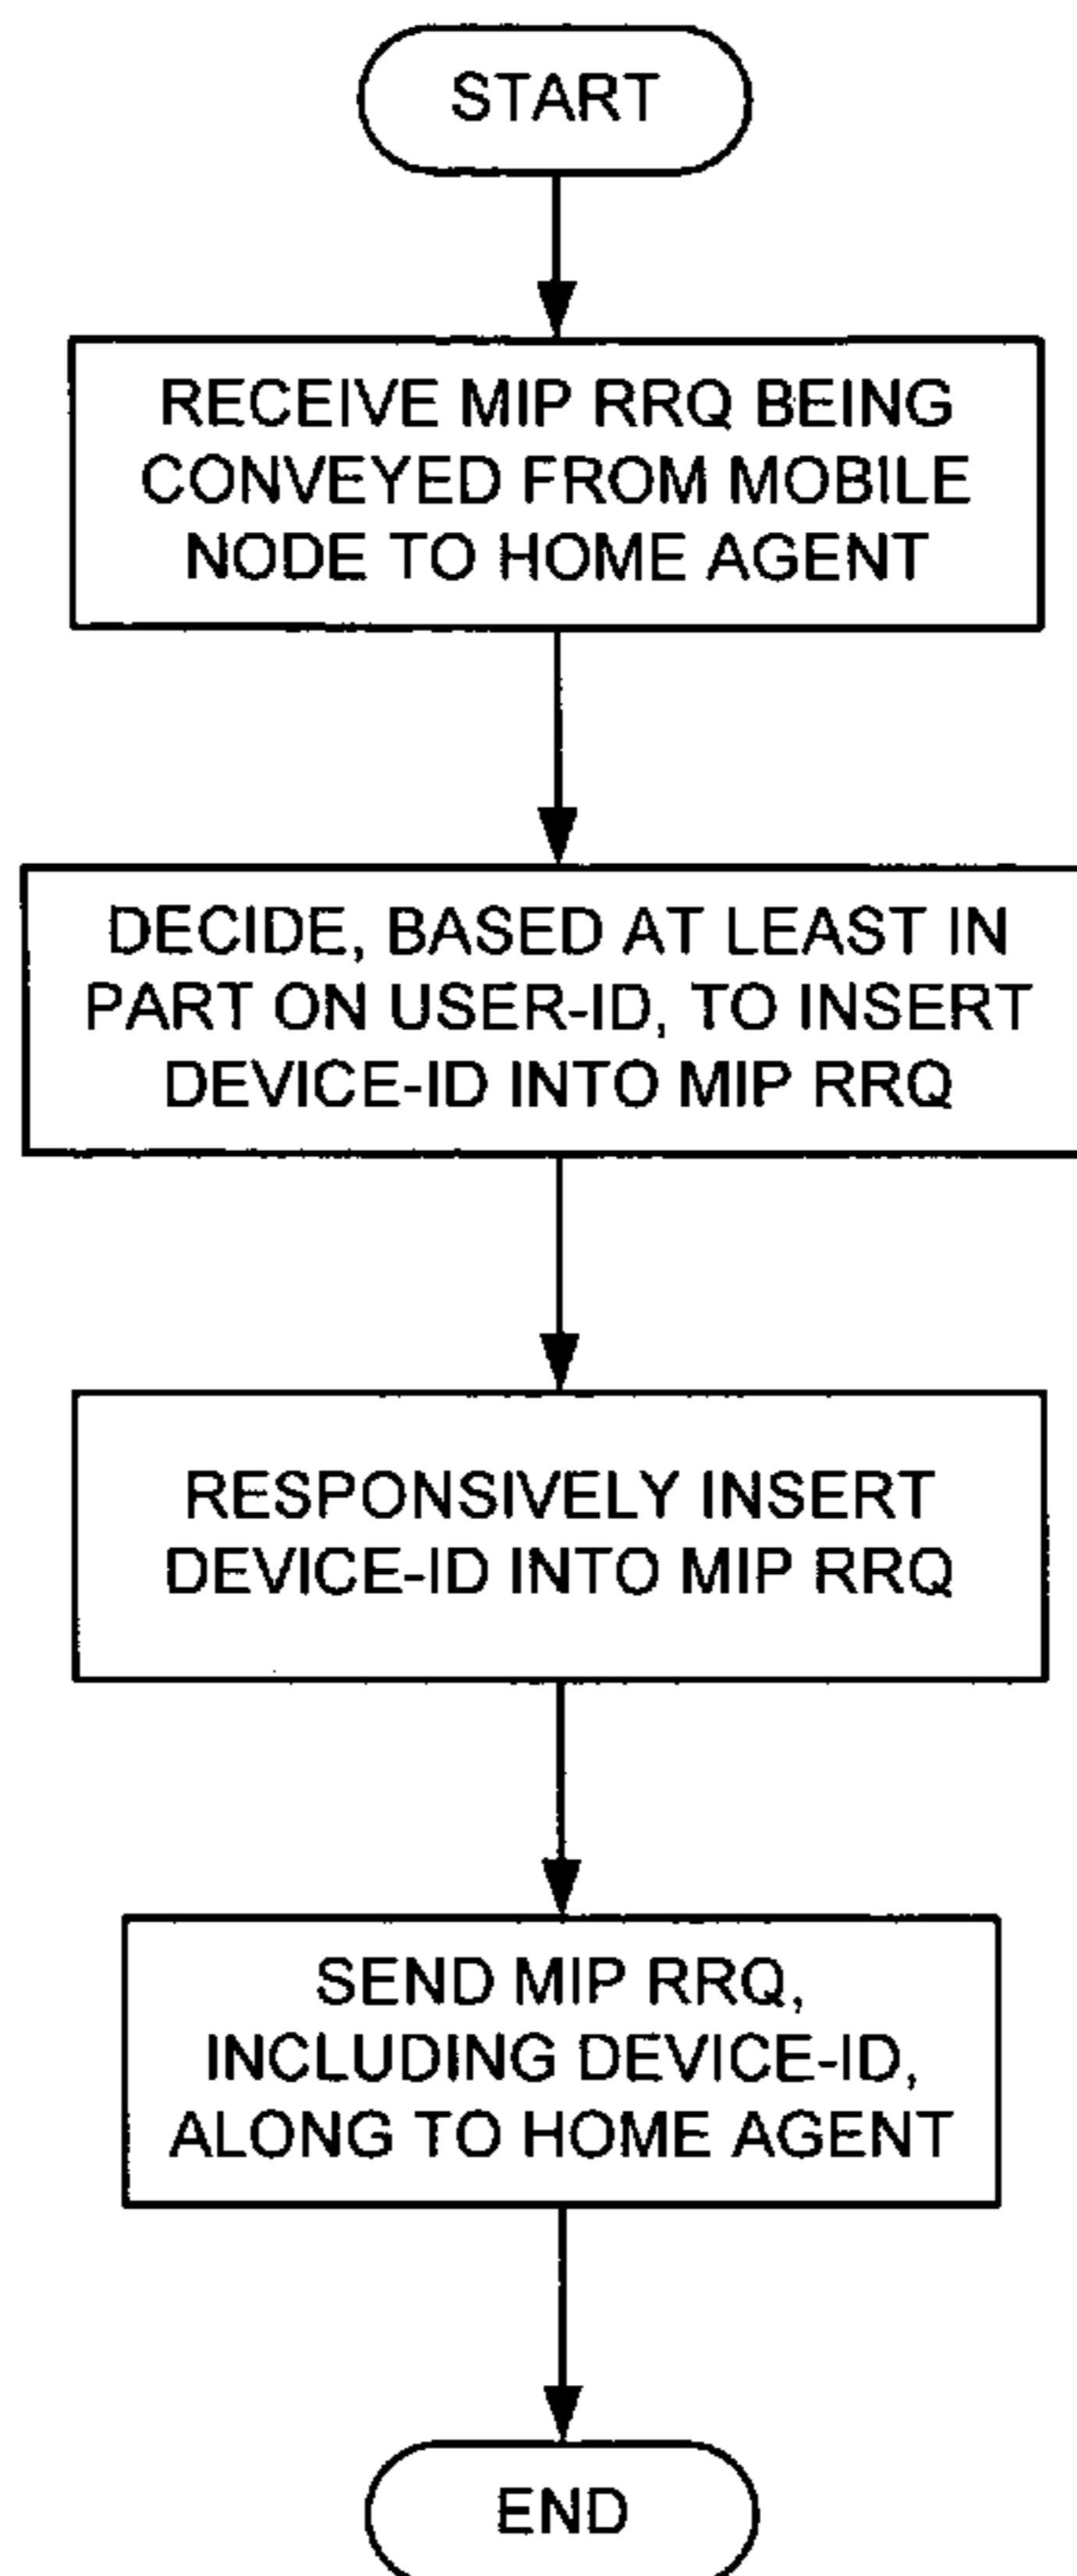 START
RECEIVE MIP RRQ BEING
CONVEYED FROM MOBILE
NODE TO HOME AGENT
DECIDE, BASED AT LEAST IN
PART ON USER-ID, TO INSERT
DEVICE-ID INTO MIP RRQ
RESPONSIVELY INSERT
DEVICE-ID INTO MIP RRQ
SEND MIP RRQ,
INCLUDING DEVICE-ID,
ALONG TO HOME AGENT
END